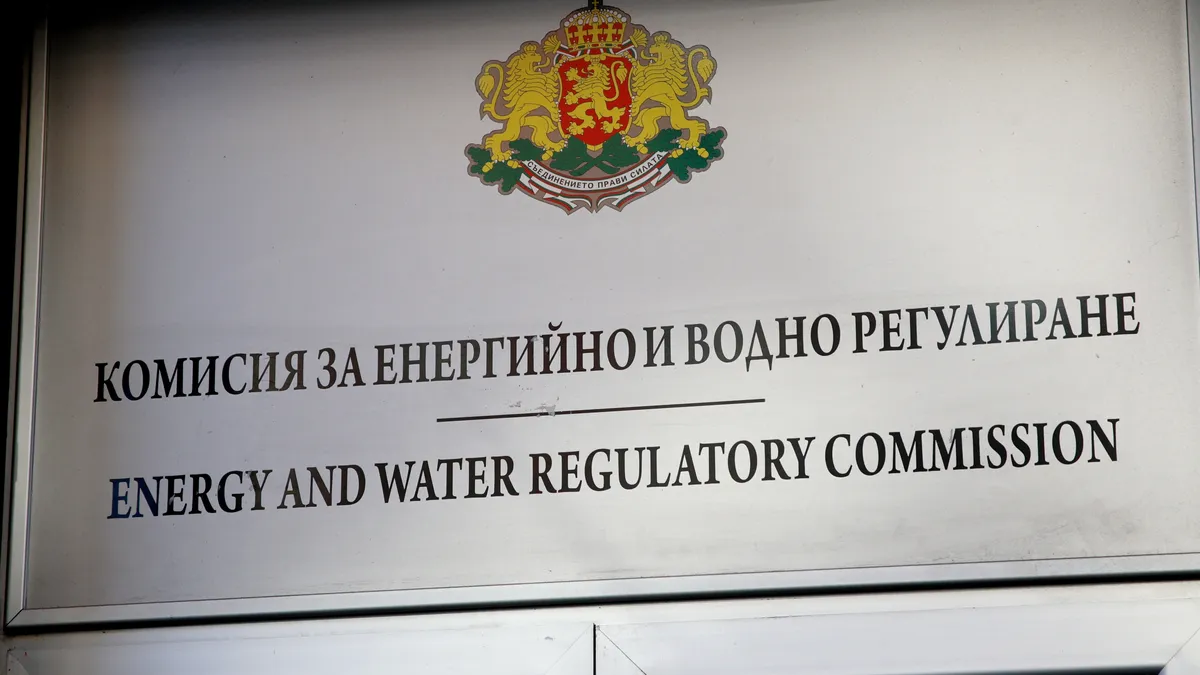 СЪЕДИНЕНИЕТО ПРАВИ СИЛАТА
КОМИСИЯ ЗА ЕНЕРГИЙНО И ВОДНО РЕГУЛИРАНЕ
ENERGY AND WATER REGULATORY COMMISSION